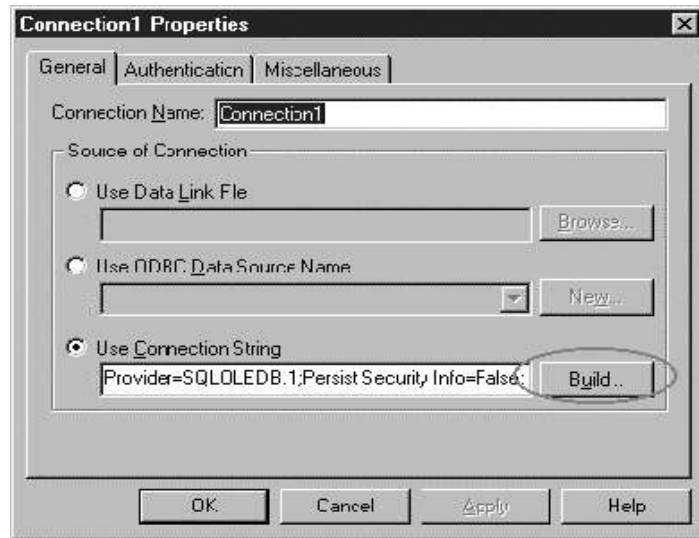 Connection1 Properties
General Authentication Miscellaneous
Connection Name: Connection1
Source of Connection
Use Data Link File
Browse...
Use ODBC Data Source Name
New...
Use Connection String
Provider=SQLOLEDB.1;Persist Security Info=False;
Build...
OK Cancel Apply Help